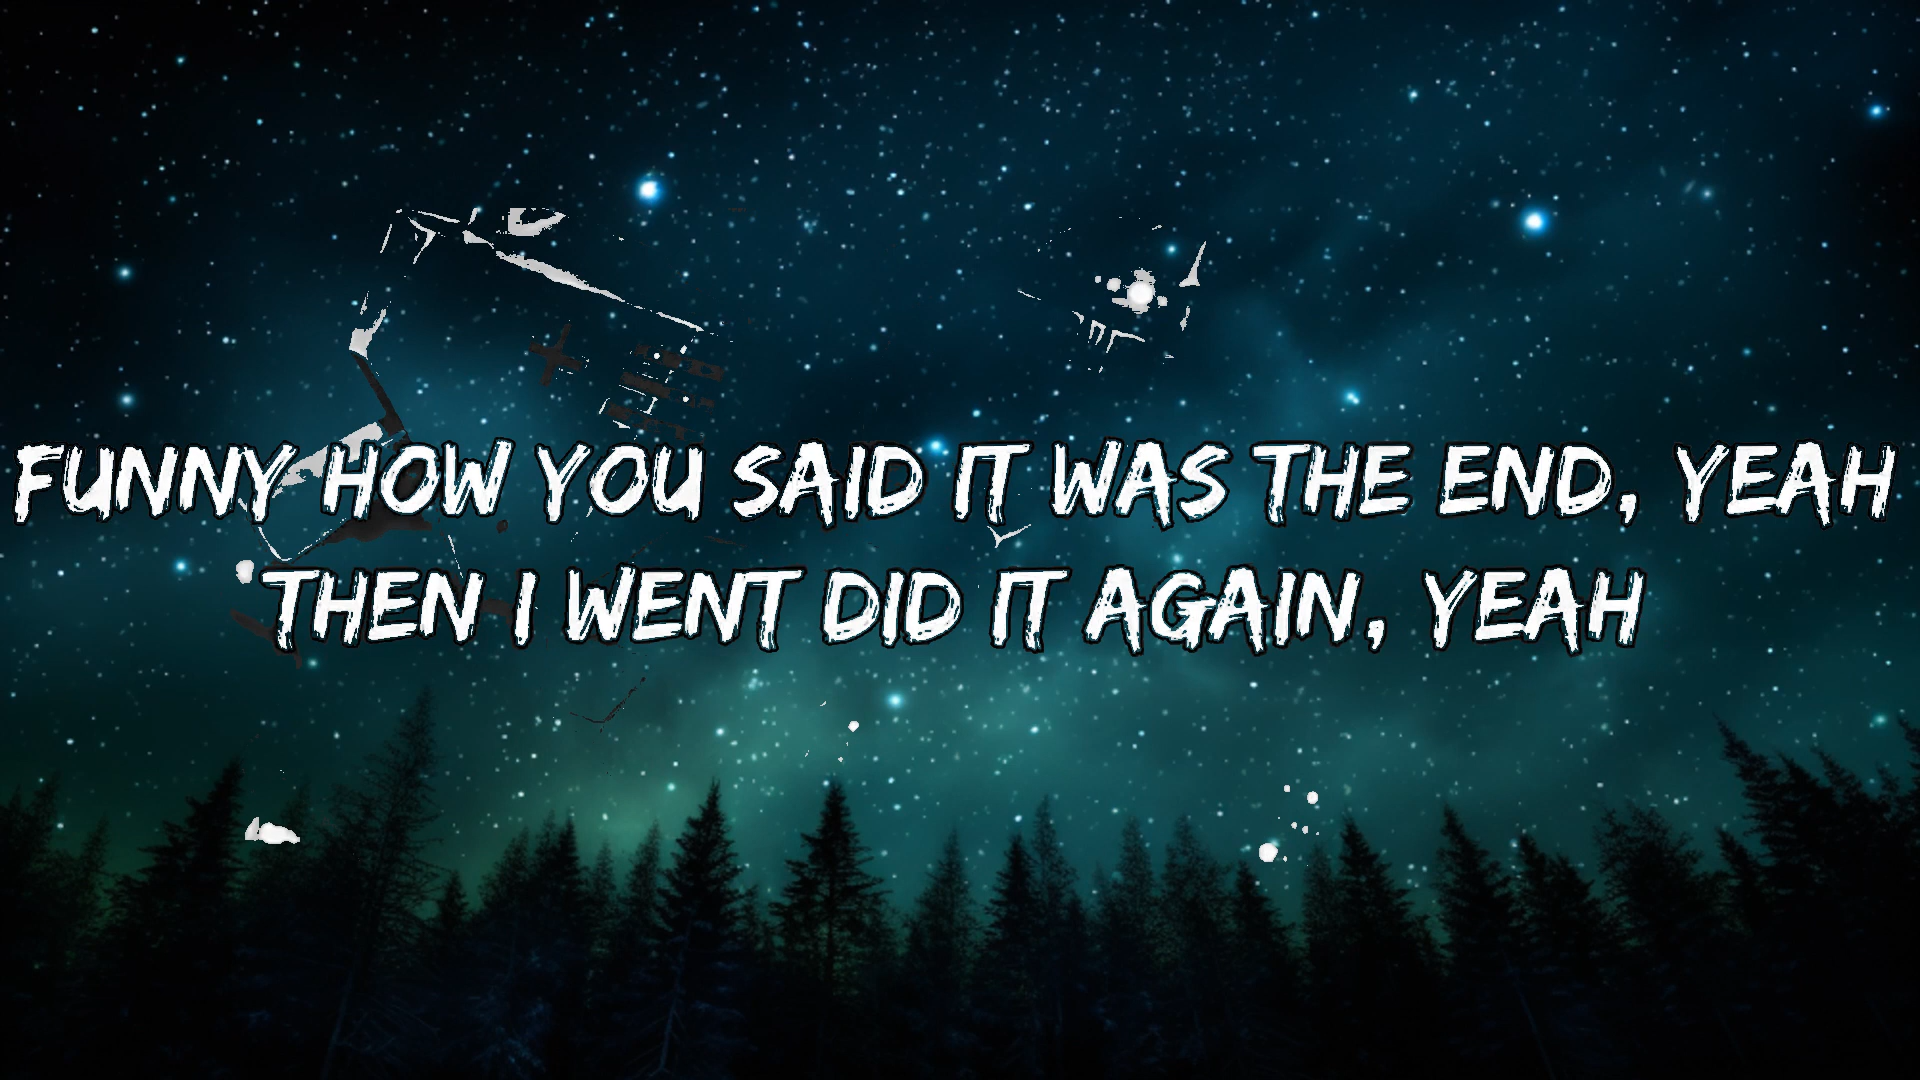 FUNNY HOW YOU SAID IT WAS THE END, YEAH
THEN I WENT DID IT AGAIN, YEAH